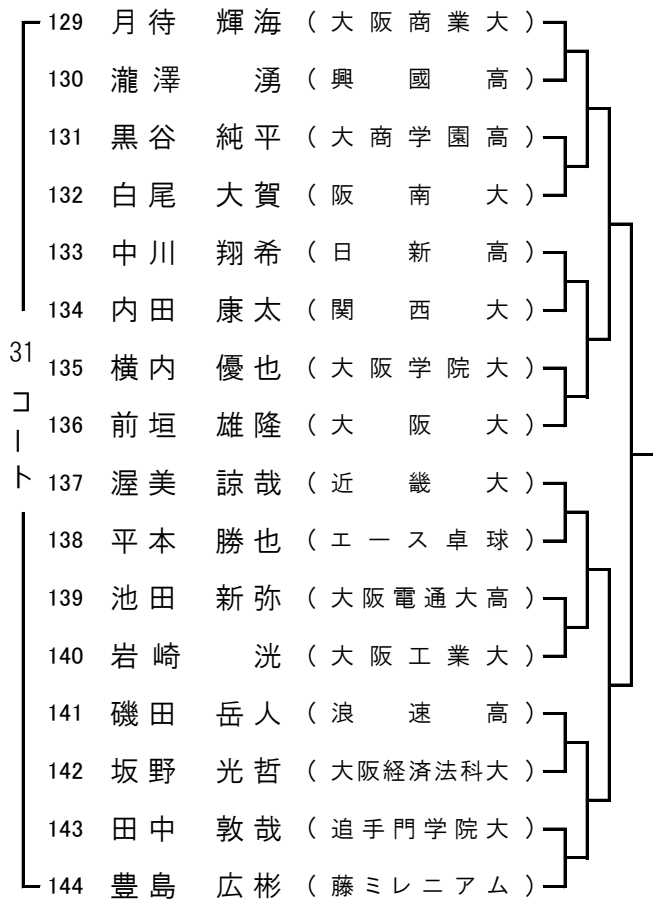 129 月待 輝海 (大阪商業大)
130 瀧澤 湧 (興國高)
131 黒谷 純平 (大商学園高)
132 白尾 大賀 (阪南大)
133 中川 翔希 (日新高)
134 内田 康太 (関西大)
31コート
135 横内 優也 (大阪学院大)
136 前垣 雄隆 (大阪大)
137 渥美 諒哉 (近畿大)
138 平本 勝也 (エース卓球)
139 池田 新弥 (大阪電通大高)
140 岩崎 洸 (大阪工業大)
141 磯田 岳人 (浪速高)
142 坂野 光哲 (大阪経済法科大)
143 田中 敦哉 (追手門学院大)
144 豊島 広彬 (藤ミレニアム)